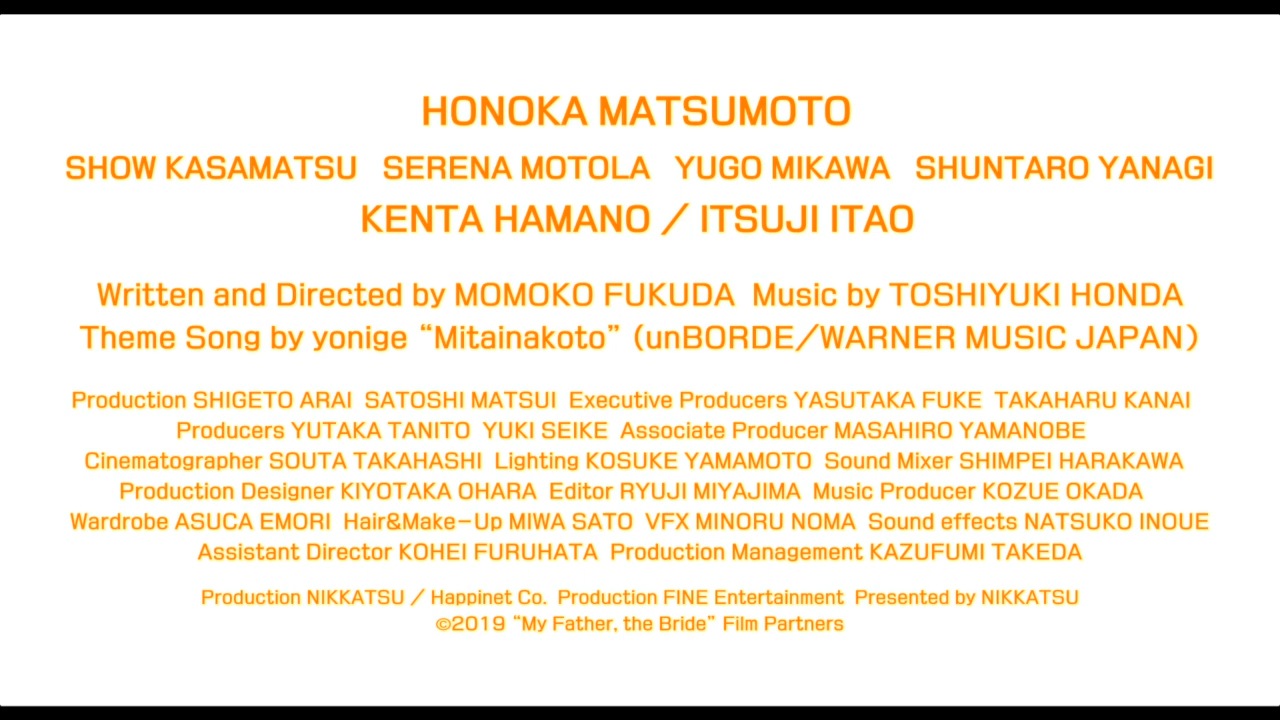 HONOKA MATSUMOTO
SHOW KASAMATSU SERENA MOTOLA YUGO MIKAWA SHUNTARO YANAGI
KENTA HAMANO / ITSUJI ITAO
Written and Directed by MOMOKO FUKUDA Music by TOSHIYUKI HONDA
Theme Song by yonige “Mitainakoto” (unBORDE/WARNER MUSIC JAPAN)
Production SHIGETO ARAI SATOSHI MATSUI Executive Producers YASUTAKA FUKE TAKAHARU KANAI
Producers YUTAKA TANITO YUKI SEIKE Associate Producer MASAHIRO YAMANOBE
Cinematographer SOUTA TAKAHASHI Lighting KOSUKE YAMAMOTO Sound Mixer SHIMPEI HARAKAWA
Production Designer KIYOTAKA OHARA Editor RYUJI MIYAJIMA Music Producer KOZUE OKADA
Wardrobe ASUCA EMORI Hair&Make-Up MIWA SATO VFX MINORU NOMA Sound effects NATSUKO INOUE
Assistant Director KOHEI FURUHATA Production Management KAZUFUMI TAKEDA
Production NIKKATSU / Happinet Co. Production FINE Entertainment Presented by NIKKATSU
©2019 “My Father, the Bride” Film Partners